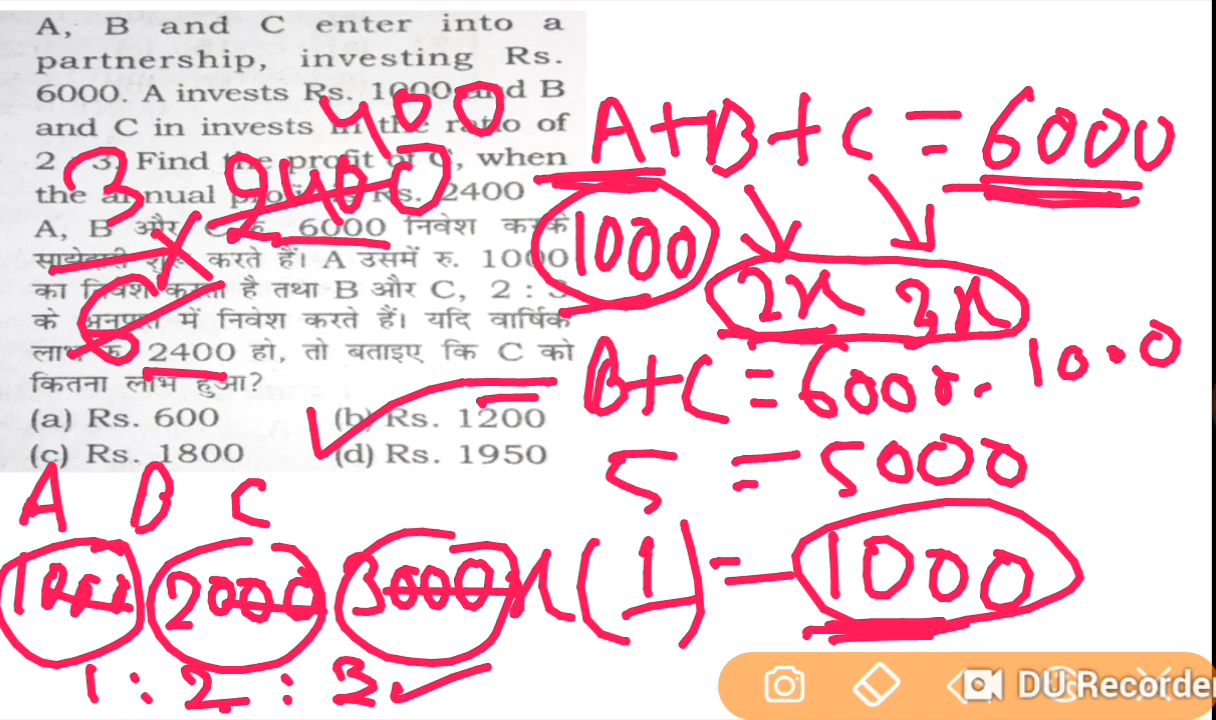 A, B and C enter into a
partnership, investing Rs.
6000. A invests Rs. 1000 and B
and C in invests in the ratio of
2 : 3. Find the profit of C, when
the annual profit is Rs. 2400
A, B और C रु. 6000 निवेश करके
साझेदारी शुरू करते हैं। A उसमें रु. 1000
का निवेश करता है तथा B और C, 2 : 3
के अनुपात में निवेश करते हैं। यदि वार्षिक
लाभ रु. 2400 हो, तो बताइए कि C को
कितना लाभ हुआ?
(a) Rs. 600 (b) Rs. 1200
(c) Rs. 1800 (d) Rs. 1950
400
3 × 2400
6
A+B+C = 6000
1000 2x 3x
B+C = 6000 - 1000
5 = 5000
x (1) = 1000
A B C
1000 2000 3000
1 : 2 : 3
DU Recorder